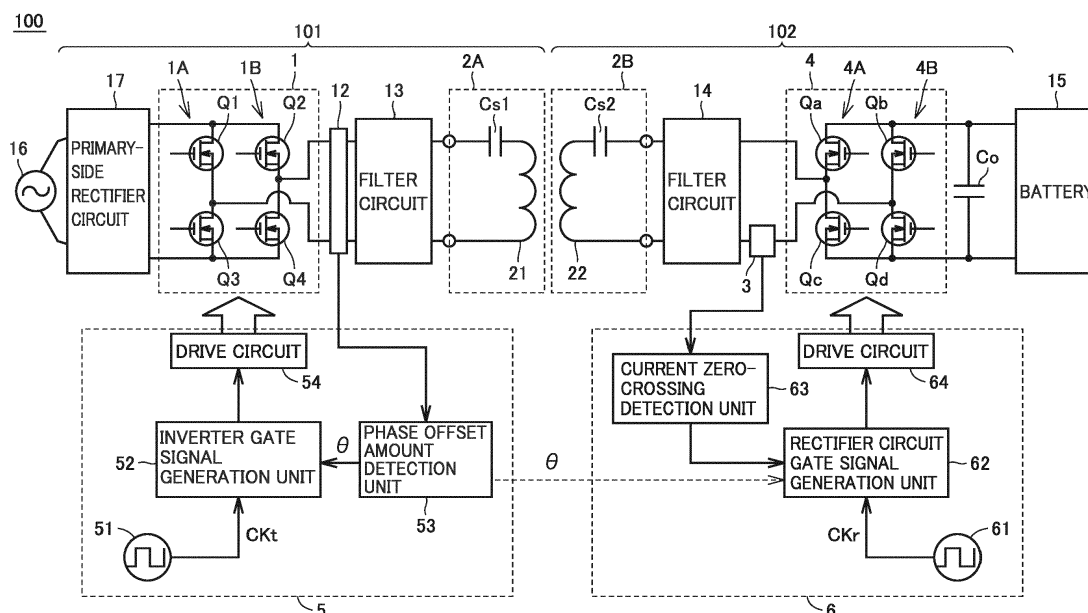 100
101
102
17
1A
1B
1
12
13
2A
2B
14
4
4A
4B
15
Q1
Q2
Cs1
Cs2
Qa
Qb
16
PRIMARY-
SIDE
RECTIFIER
CIRCUIT
FILTER
CIRCUIT
FILTER
CIRCUIT
Co
BATTERY
Q3
Q4
21
22
3
Qc
Qd
DRIVE CIRCUIT
54
CURRENT ZERO-
CROSSING
DETECTION UNIT
63
DRIVE CIRCUIT
64
52
INVERTER GATE
SIGNAL
GENERATION UNIT
θ
PHASE OFFSET
AMOUNT
DETECTION
UNIT
53
θ
RECTIFIER CIRCUIT
GATE SIGNAL
GENERATION UNIT
62
51
CKt
CKr
61
5
6